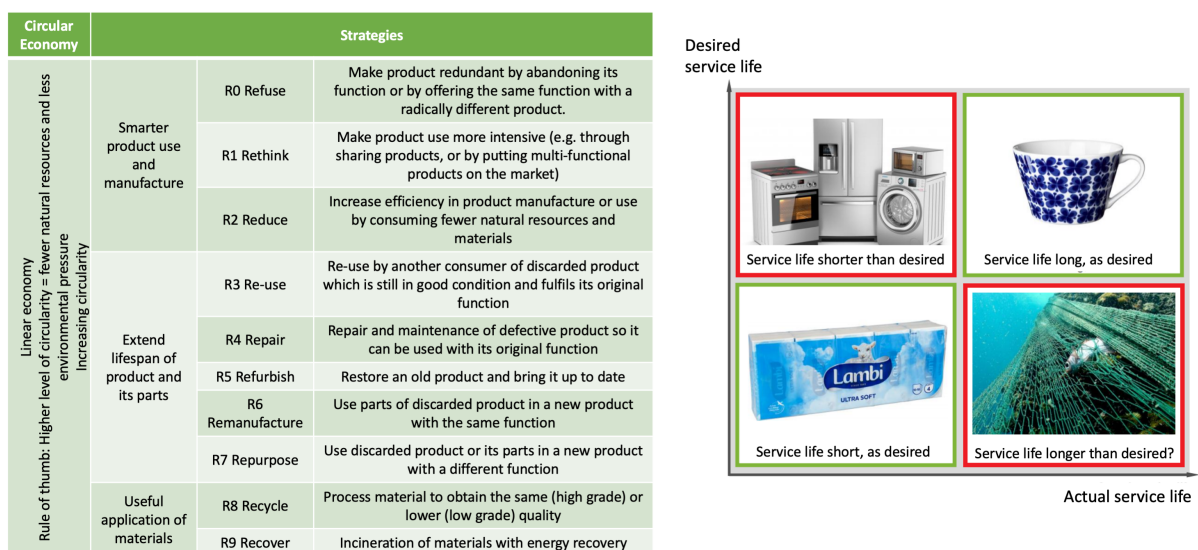 Circular
Economy
Strategies
Linear economy
Rule of thumb: Higher level of circularity = fewer natural resources and less
environmental pressure
Increasing circularity
Smarter
product use
and
manufacture
R0 Refuse
Make product redundant by abandoning its
function or by offering the same function with a
radically different product.
R1 Rethink
Make product use more intensive (e.g. through
sharing products, or by putting multi-functional
products on the market)
R2 Reduce
Increase efficiency in product manufacture or use
by consuming fewer natural resources and
materials
Extend
lifespan of
product and
its parts
R3 Re-use
Re-use by another consumer of discarded product
which is still in good condition and fulfils its original
function
R4 Repair
Repair and maintenance of defective product so it
can be used with its original function
R5 Refurbish
Restore an old product and bring it up to date
R6
Remanufacture
Use parts of discarded product in a new product
with the same function
R7 Repurpose
Use discarded product or its parts in a new product
with a different function
Useful
application of
materials
R8 Recycle
Process material to obtain the same (high grade) or
lower (low grade) quality
R9 Recover
Incineration of materials with energy recovery
Desired
service life
Service life shorter than desired
Service life long, as desired
Lambi
ULTRA SOFT
Service life short, as desired
Service life longer than desired?
Actual service life